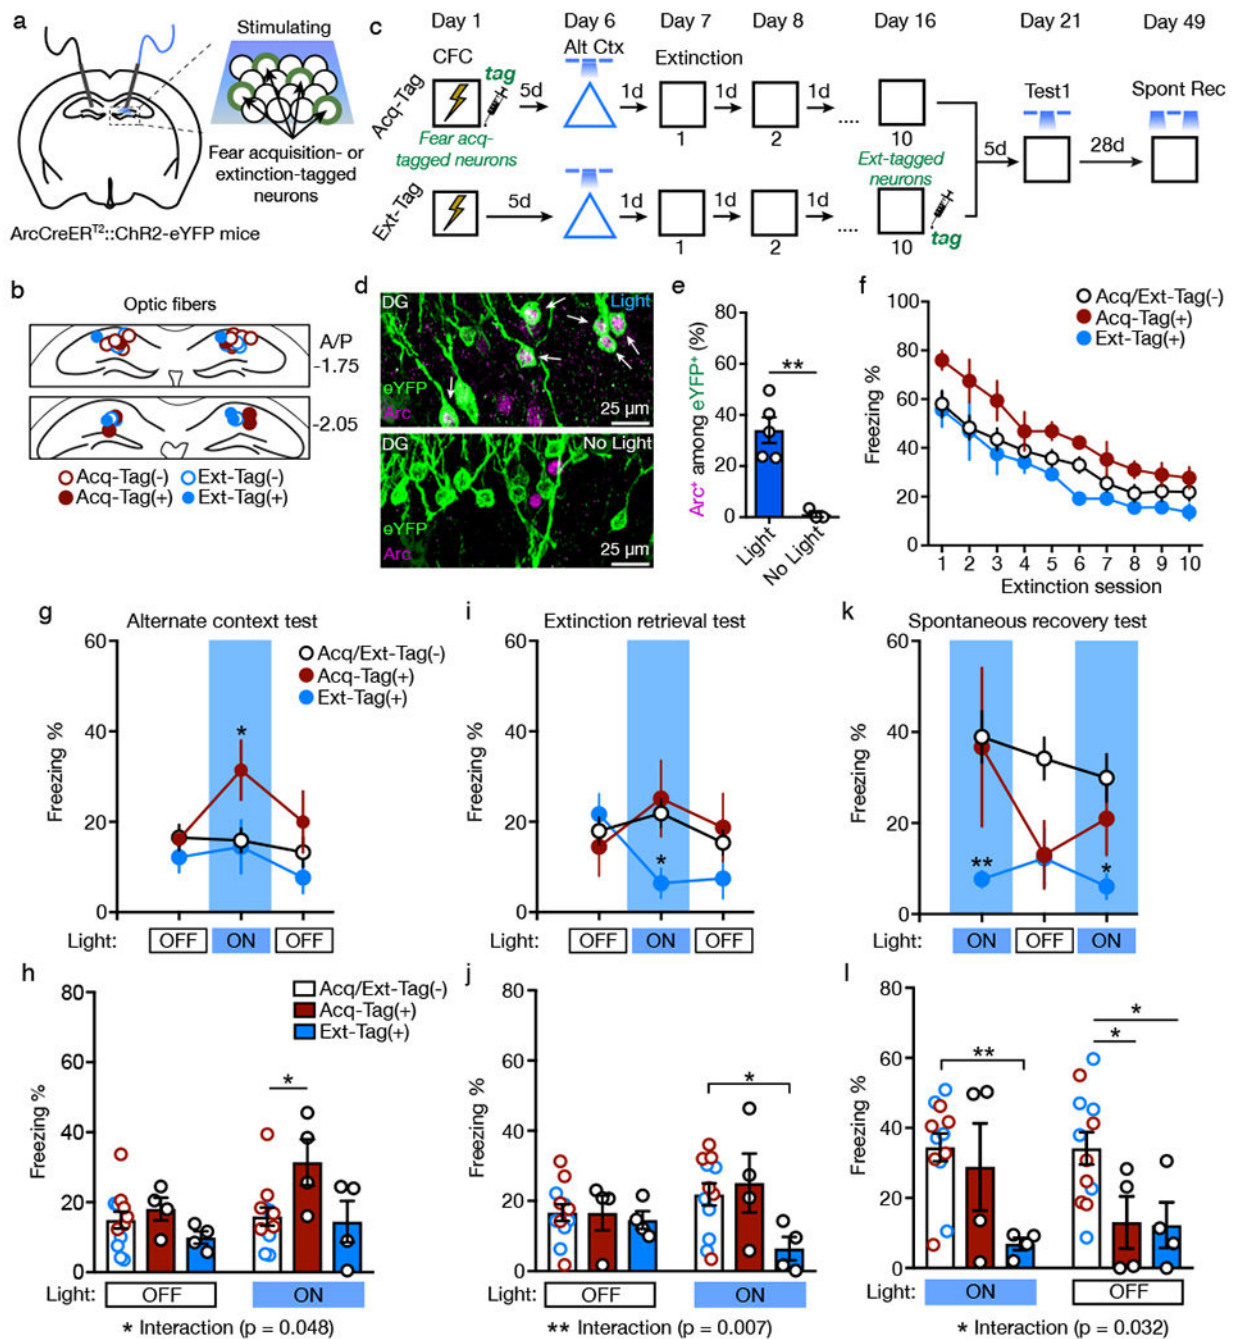 a
Stimulating
Fear acquisition- or
extinction-tagged
neurons
ArcCreER^T2::ChR2-eYFP mice
c
Day 1
Day 6
Day 7
Day 8
Day 16
Day 21
Day 49
CFC
Alt Ctx
Extinction
Acq-Tag
tag
5d
1d
1d
1d
....
Fear acq-
tagged neurons
1
2
10
Ext-tagged
neurons
Test1
Spont Rec
5d
28d
Ext-Tag
5d
1d
1d
1d
....
1
2
10
tag
b
Optic fibers
A/P
-1.75
-2.05
Acq-Tag(-)
Ext-Tag(-)
Acq-Tag(+)
Ext-Tag(+)
d
DG
Light
eYFP
Arc
25 µm
DG
No Light
eYFP
Arc
25 µm
e
Arc+ among eYFP+ (%)
80
60
40
20
0
**
Light
No Light
f
Freezing %
100
80
60
40
20
0
Acq/Ext-Tag(-)
Acq-Tag(+)
Ext-Tag(+)
1 2 3 4 5 6 7 8 9 10
Extinction session
g
Alternate context test
Freezing %
60
40
20
0
Acq/Ext-Tag(-)
Acq-Tag(+)
Ext-Tag(+)
*
Light: OFF ON OFF
i
Extinction retrieval test
Freezing %
60
40
20
0
*
Light: OFF ON OFF
k
Spontaneous recovery test
Freezing %
60
40
20
0
**
*
Light: ON OFF ON
h
Freezing %
80
60
40
20
0
Acq/Ext-Tag(-)
Acq-Tag(+)
Ext-Tag(+)
*
Light: OFF ON
* Interaction (p = 0.048)
j
Freezing %
80
60
40
20
0
*
Light: OFF ON
** Interaction (p = 0.007)
l
Freezing %
80
60
40
20
0
**
*
*
Light: ON OFF
* Interaction (p = 0.032)